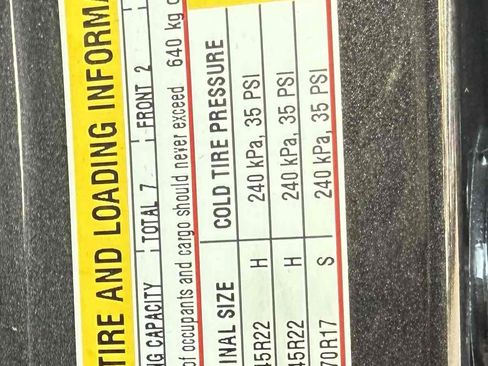 TIRE AND LOADING INFORMA
NG CAPACITY TOTAL 7 FRONT 2
of occupants and cargo should never exceed 640 kg o
INAL SIZE COLD TIRE PRESSURE
45R22 H 240 kPa, 35 PSI
45R22 H 240 kPa, 35 PSI
70R17 S 240 kPa, 35 PSI